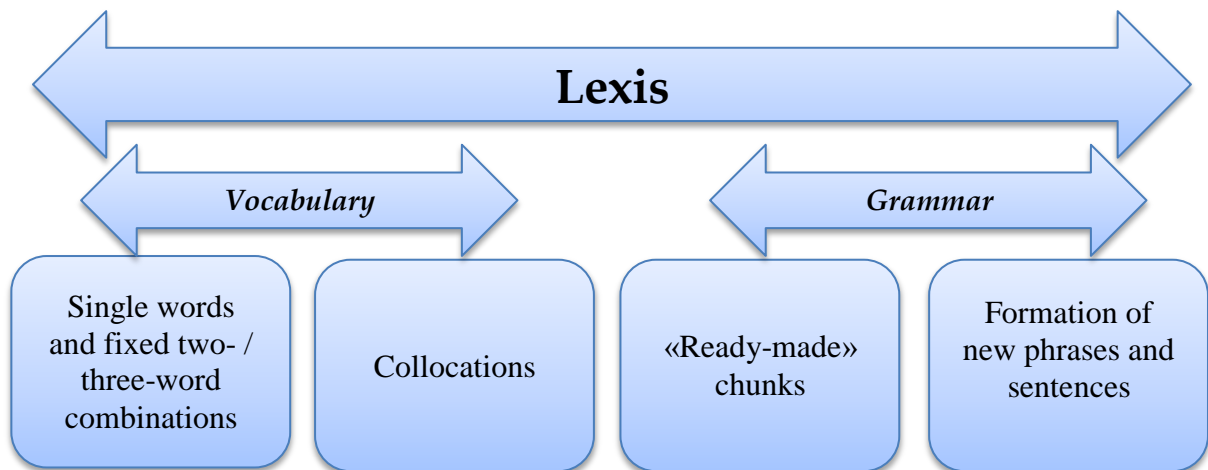 Lexis
Vocabulary
Grammar
Single words
and fixed two- /
three-word
combinations
Collocations
«Ready-made»
chunks
Formation of
new phrases and
sentences